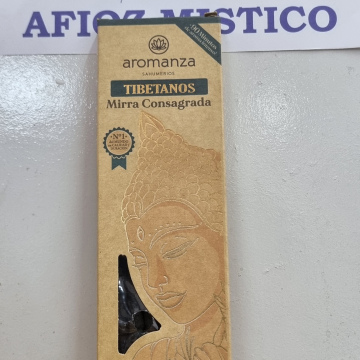 AFIOZ MISTICO
aromanza
SAHUMERIOS
TIBETANOS
Mirra Consagrada
Nº1